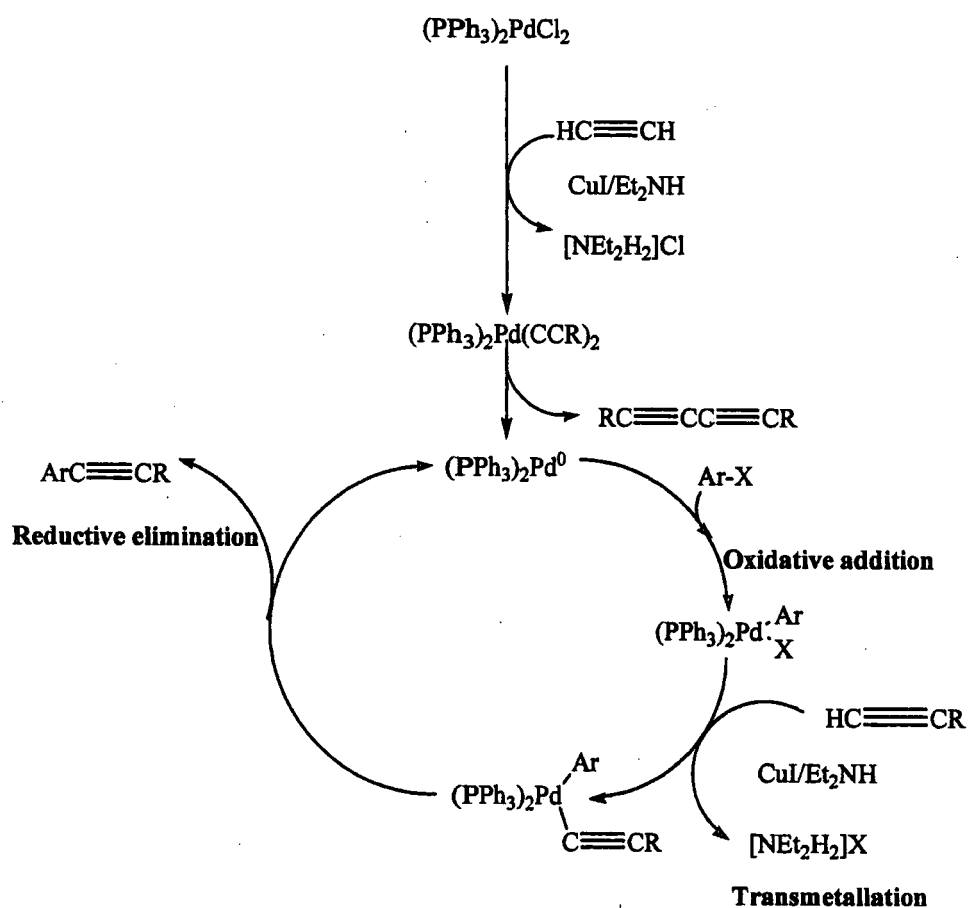 (PPh₃)₂PdCl₂
HC≡CH
CuI/Et₂NH
[NEt₂H₂]Cl
(PPh₃)₂Pd(CCR)₂
RC≡CC≡CR
ArC≡CR
(PPh₃)₂Pd⁰
Ar-X
Reductive elimination
Oxidative addition
(PPh₃)₂Pd
Ar
X
HC≡CR
CuI/Et₂NH
Ar
(PPh₃)₂Pd
C≡CR
[NEt₂H₂]X
Transmetallation